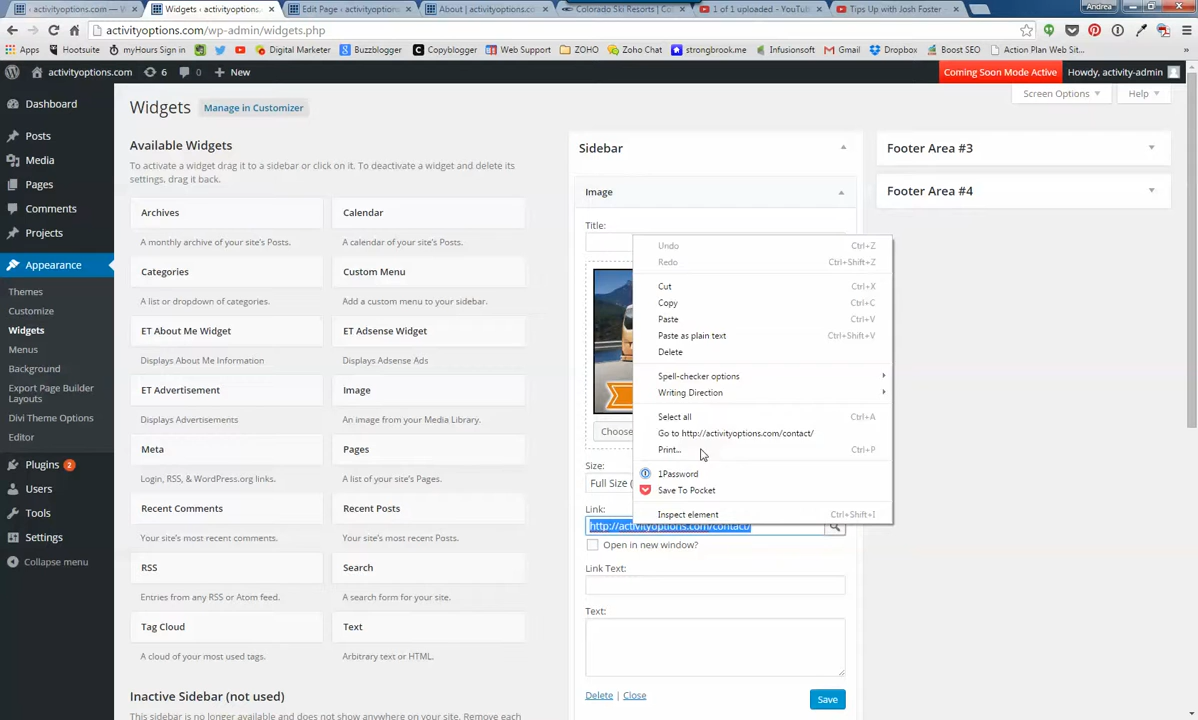 activityoptions.com — W
Widgets ‹ activityoptions.
Edit Page ‹ activityoptions
About | activityoptions.co
Colorado Ski Resorts | Co
1 of 1 uploaded - YouTub
Tips Up with Josh Foster -
Andrea
activityoptions.com/wp-admin/widgets.php
Apps
Hootsuite
myHours Sign in
Digital Marketer
Buzzblogger
Copyblogger
Web Support
ZOHO
Zoho Chat
strongbrook.me
Infusionsoft
Gmail
Dropbox
Boost SEO
Action Plan Web Sit...
activityoptions.com
6
0
New
Coming Soon Mode Active
Howdy, activity-admin
Dashboard
Posts
Media
Pages
Comments
Projects
Appearance
Themes
Customize
Widgets
Menus
Background
Export Page Builder
Layouts
Divi Theme Options
Editor
Plugins 2
Users
Tools
Settings
Collapse menu
Widgets
Manage in Customizer
Screen Options
Help
Available Widgets
To activate a widget drag it to a sidebar or click on it. To deactivate a widget and delete its
settings, drag it back.
Archives
A monthly archive of your site's Posts.
Calendar
A calendar of your site's Posts.
Categories
A list or dropdown of categories.
Custom Menu
Add a custom menu to your sidebar.
ET About Me Widget
Displays About Me Information
ET Adsense Widget
Displays Adsense Ads
ET Advertisement
Displays Advertisements
Image
An image from your Media Library.
Meta
Login, RSS, & WordPress.org links.
Pages
A list of your site's Pages.
Recent Comments
Your site's most recent comments.
Recent Posts
Your site's most recent Posts.
RSS
Entries from any RSS or Atom feed.
Search
A search form for your site.
Tag Cloud
A cloud of your most used tags.
Text
Arbitrary text or HTML.
Inactive Sidebar (not used)
This sidebar is no longer available and does not show anywhere on your site. Remove each
Sidebar
Image
Title:
Choose
Size:
Full Size (
Link:
http://activityoptions.com/contact/
Open in new window?
Link Text:
Text:
Delete | Close
Save
Footer Area #3
Footer Area #4
Undo Ctrl+Z
Redo Ctrl+Shift+Z
Cut Ctrl+X
Copy Ctrl+C
Paste Ctrl+V
Paste as plain text Ctrl+Shift+V
Delete
Spell-checker options
Writing Direction
Select all Ctrl+A
Go to http://activityoptions.com/contact/
Print... Ctrl+P
1Password
Save To Pocket
Inspect element Ctrl+Shift+I